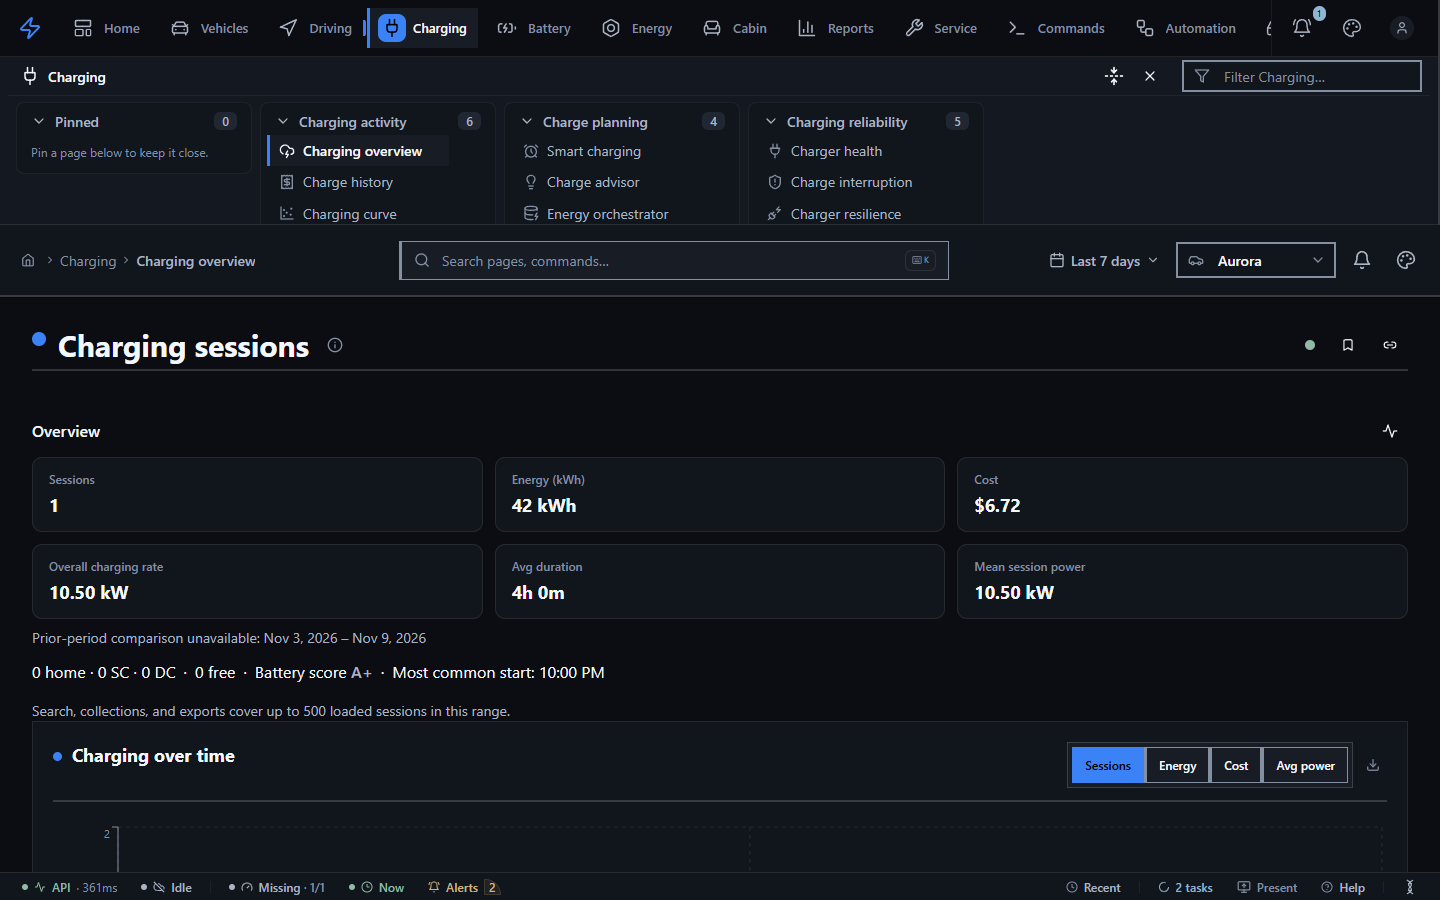 Home Vehicles Driving Charging Battery Energy Cabin Reports Service Commands Automation 1
Charging Filter Charging...
Pinned 0 Charging activity 6 Charge planning 4 Charging reliability 5
Pin a page below to keep it close. Charging overview Smart charging Charger health
Charge history Charge advisor Charge interruption
Charging curve Energy orchestrator Charger resilience
Charging Charging overview Search pages, commands... K Last 7 days Aurora
Charging sessions
Overview
Sessions Energy (kWh) Cost
1 42 kWh $6.72
Overall charging rate Avg duration Mean session power
10.50 kW 4h 0m 10.50 kW
Prior-period comparison unavailable: Nov 3, 2026 – Nov 9, 2026
0 home · 0 SC · 0 DC · 0 free · Battery score A+ · Most common start: 10:00 PM
Search, collections, and exports cover up to 500 loaded sessions in this range.
Charging over time Sessions Energy Cost Avg power
2
API · 361ms Idle Missing · 1/1 Now Alerts 2 Recent 2 tasks Present Help